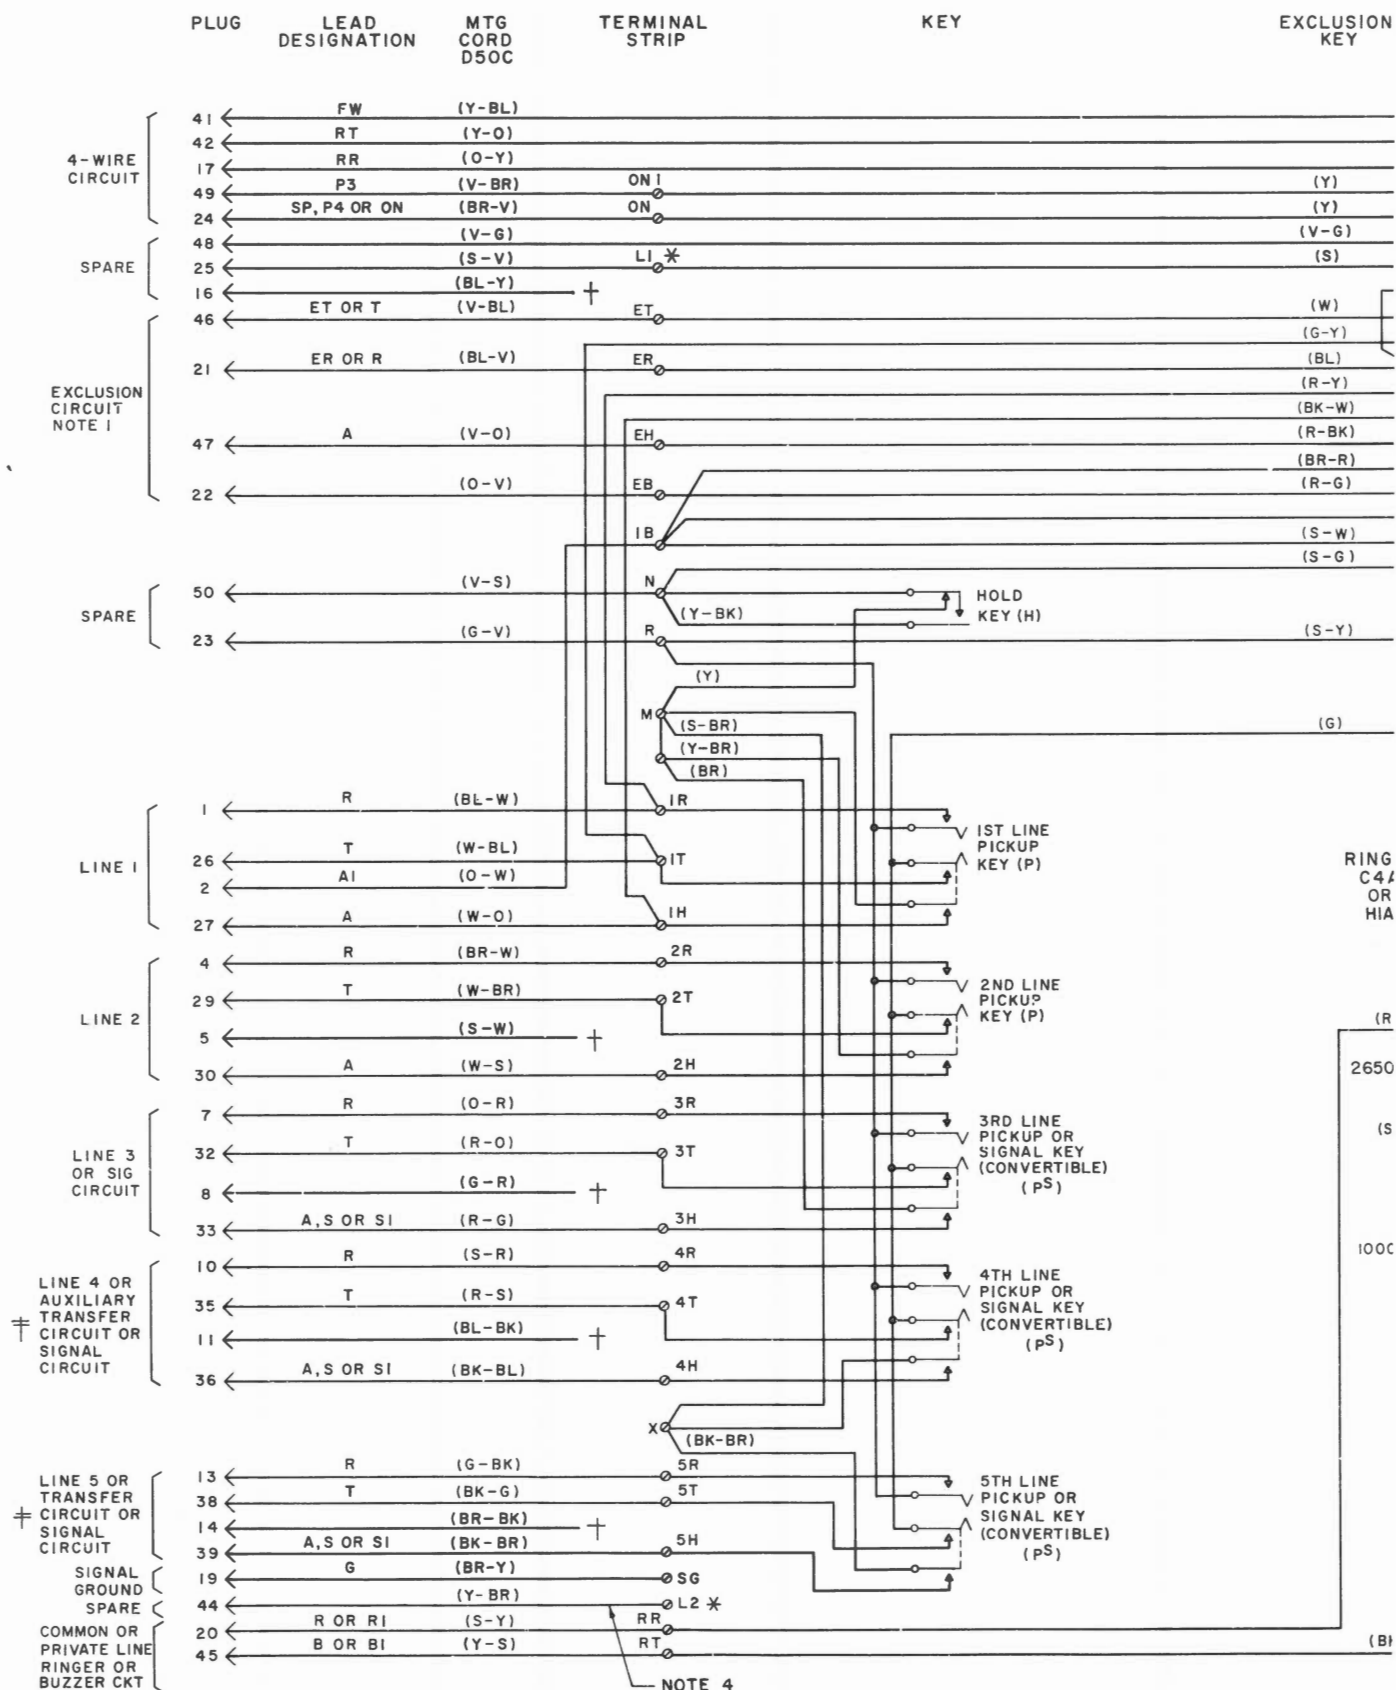 PLUG LEAD DESIGNATION MTG CORD D50C TERMINAL STRIP KEY EXCLUSION KEY
4-WIRE CIRCUIT
41 FW (Y-BL)
42 RT (Y-O)
17 RR (O-Y)
49 P3 (V-BR) ON1 (Y)
24 SP, P4 OR ON (BR-V) ON (Y)
SPARE
48 (V-G) (V-G)
25 (S-V) L1 * (S)
16 (BL-Y) †
EXCLUSION CIRCUIT NOTE 1
46 ET OR T (V-BL) ET (W)
(G-Y)
21 ER OR R (BL-V) ER (BL)
(R-Y)
(BK-W)
47 A (V-O) EH (R-BK)
(BR-R)
22 (O-V) EB (R-G)
1B (S-W)
(S-G)
SPARE
50 (V-S) N HOLD KEY (H)
(Y-BK)
23 (G-V) R (S-Y)
(Y)
M (S-BR) (G)
(Y-BR)
(BR)
LINE 1
1 R (BL-W) 1R
26 T (W-BL) 1T
2 A1 (O-W)
27 A (W-O) 1H
1ST LINE PICKUP KEY (P)
RING
C4A
OR
H1A
LINE 2
4 R (BR-W) 2R
29 T (W-BR) 2T
5 (S-W) †
30 A (W-S) 2H
2ND LINE PICKUP KEY (P)
(R
2650
LINE 3 OR SIG CIRCUIT
7 R (O-R) 3R
32 T (R-O) 3T
8 (G-R) †
33 A,S OR S1 (R-G) 3H
3RD LINE PICKUP OR SIGNAL KEY (CONVERTIBLE) (PS)
(S
‡ LINE 4 OR AUXILIARY TRANSFER CIRCUIT OR SIGNAL CIRCUIT
10 R (S-R) 4R
35 T (R-S) 4T
11 (BL-BK) †
36 A,S OR S1 (BK-BL) 4H
4TH LINE PICKUP OR SIGNAL KEY (CONVERTIBLE) (PS)
X
(BK-BR)
‡ LINE 5 OR TRANSFER CIRCUIT OR SIGNAL CIRCUIT
13 R (G-BK) 5R
38 T (BK-G) 5T
14 (BR-BK) †
39 A,S OR S1 (BK-BR) 5H
5TH LINE PICKUP OR SIGNAL KEY (CONVERTIBLE) (PS)
SIGNAL GROUND
19 G (BR-Y) SG
SPARE
44 (Y-BR) L2 *
COMMON OR PRIVATE LINE RINGER OR BUZZER CKT
20 R OR R1 (S-Y) RR
45 B OR B1 (Y-S) RT
NOTE 4